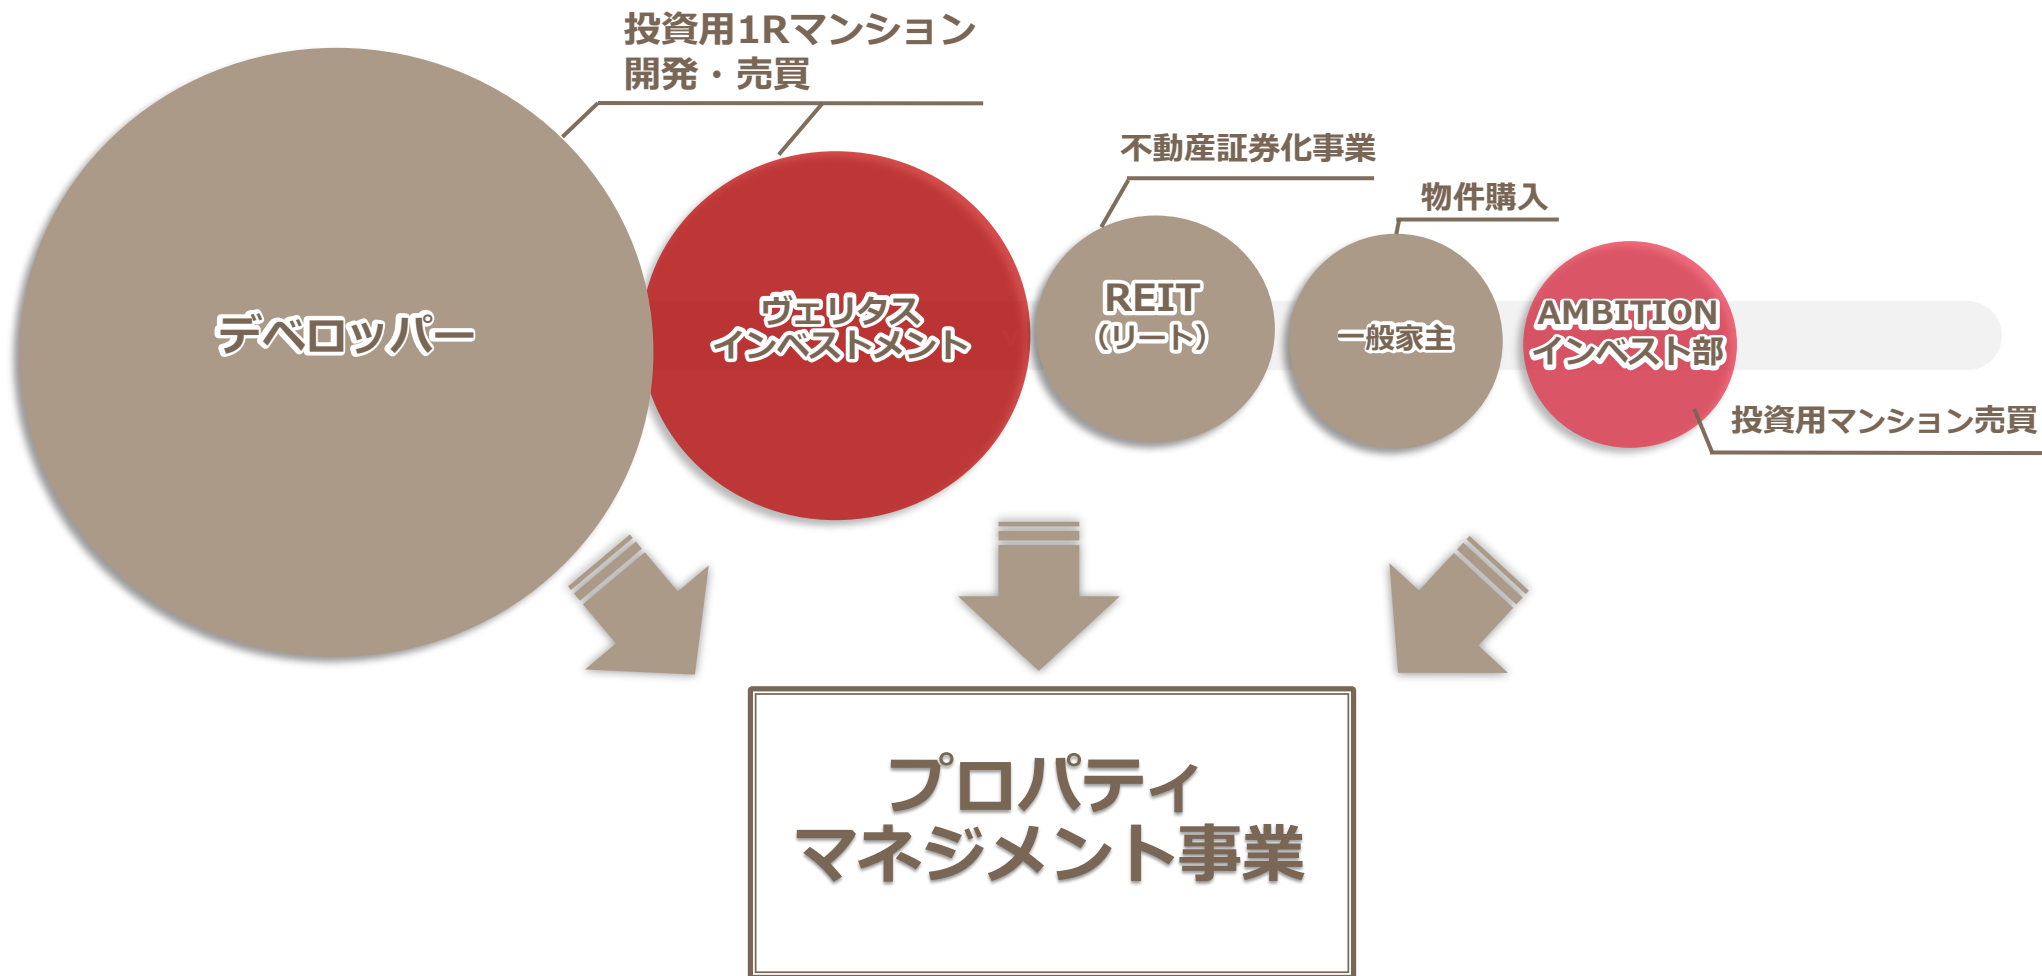 投資用1Rマンション
開発・売買
不動産証券化事業
物件購入
デベロッパー
ヴェリタス
インベストメント
REIT
（リート）
一般家主
AMBITION
インベスト部
投資用マンション売買
プロパティ
マネジメント事業